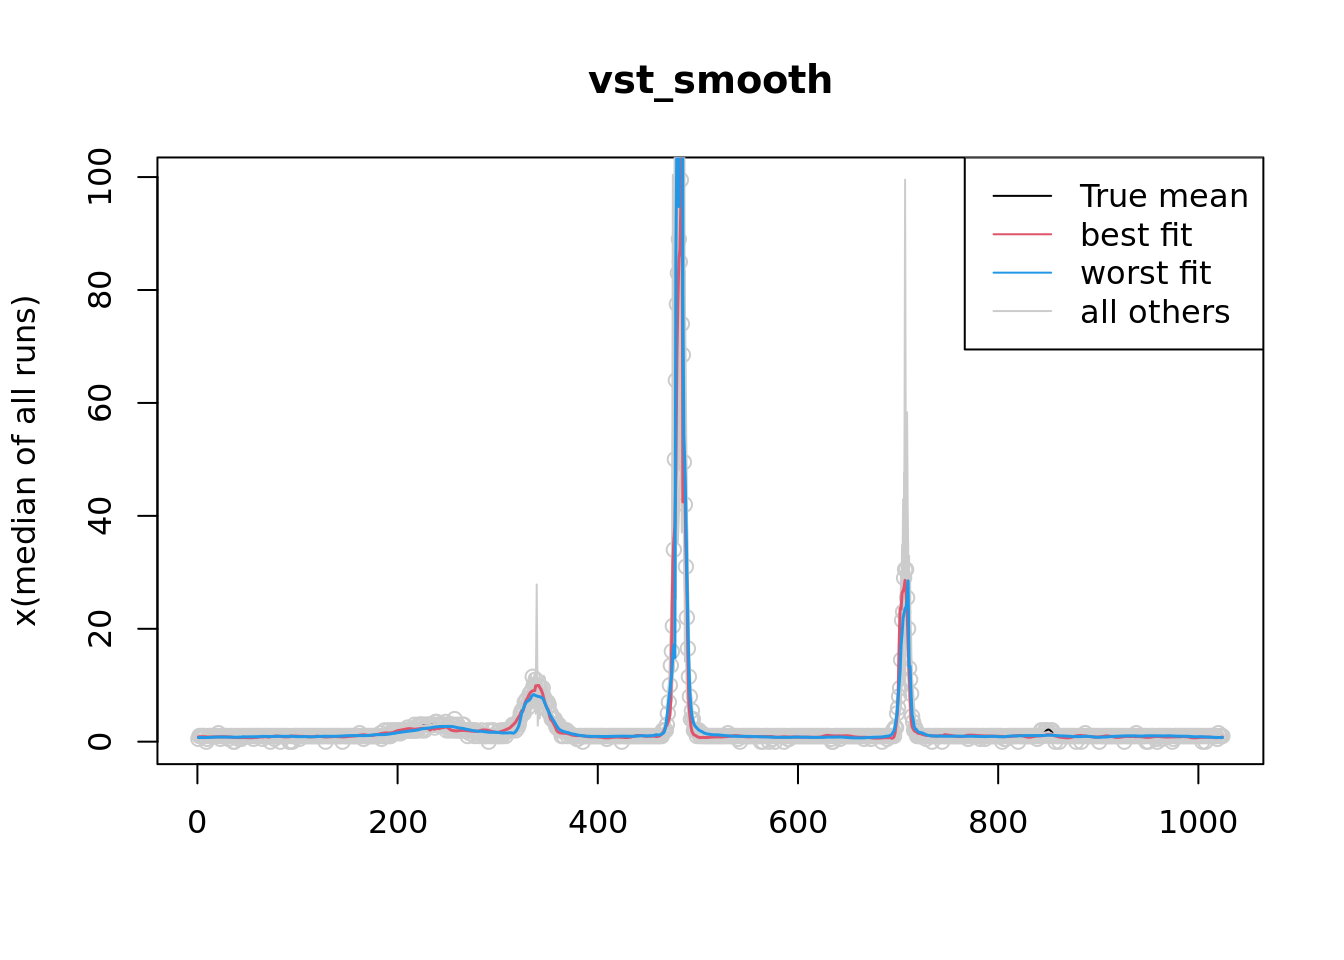 vst_smooth
x(median of all runs)
100
80
60
40
20
0
True mean
best fit
worst fit
all others
0 200 400 600 800 1000